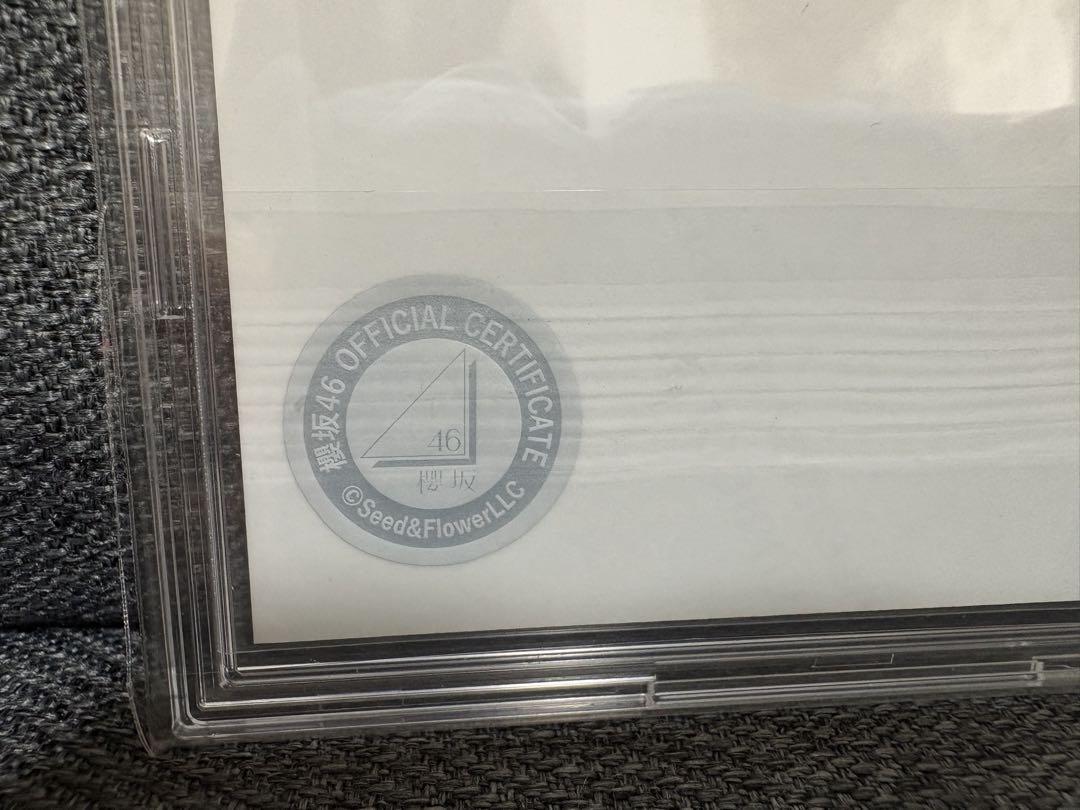 櫻坂46 OFFICIAL CERTIFICATE
46
櫻坂
©Seed&FlowerLLC